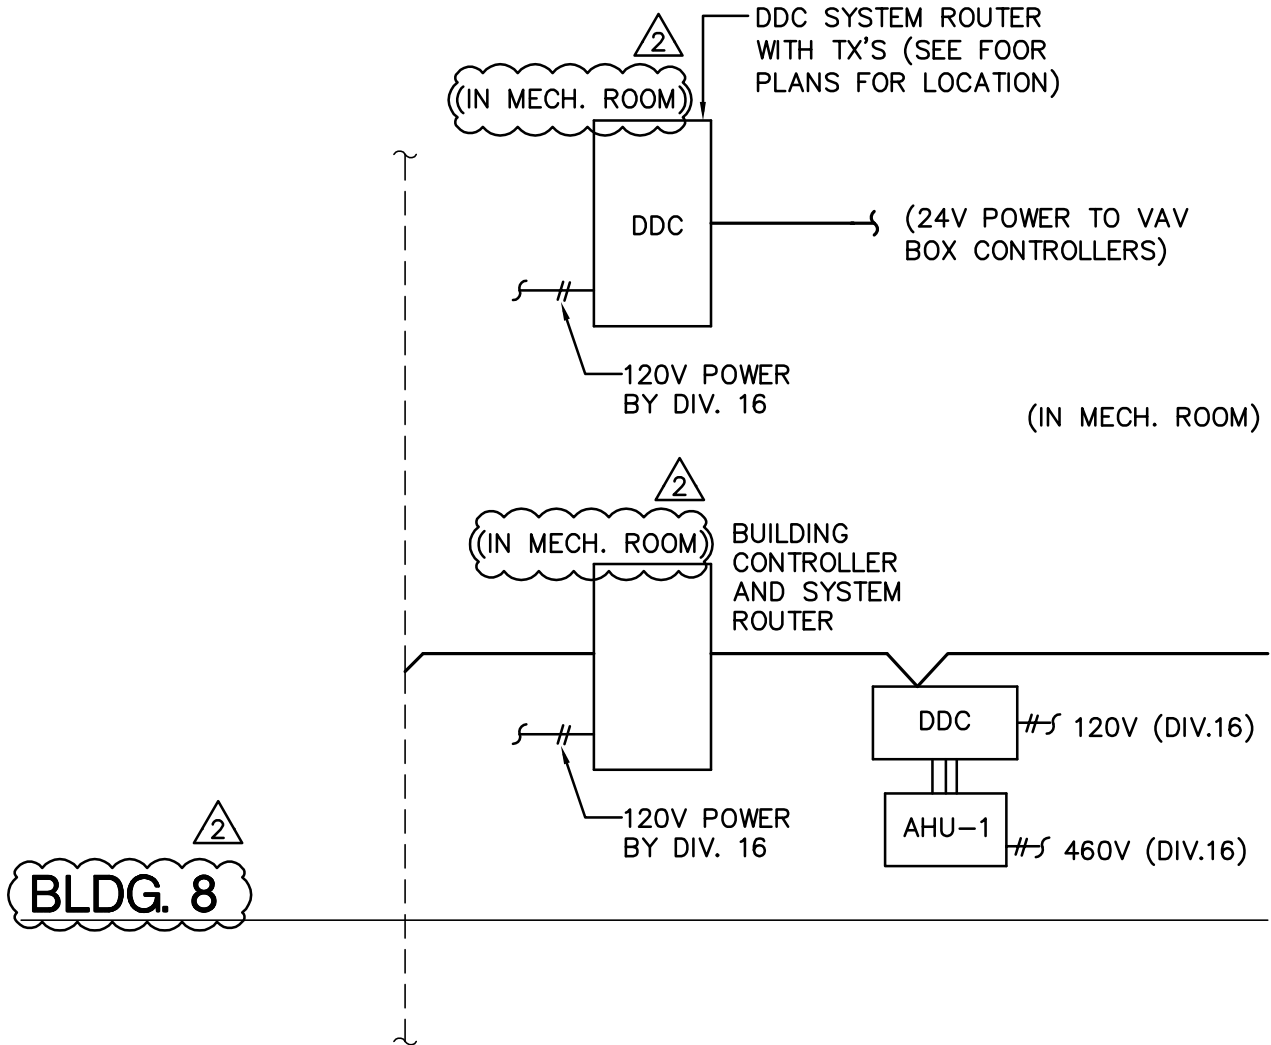 2
DDC SYSTEM ROUTER
WITH TX'S (SEE FOOR
PLANS FOR LOCATION)
(IN MECH. ROOM)
DDC
(24V POWER TO VAV
BOX CONTROLLERS)
120V POWER
BY DIV. 16
(IN MECH. ROOM)
2
(IN MECH. ROOM)
BUILDING
CONTROLLER
AND SYSTEM
ROUTER
DDC
120V (DIV.16)
120V POWER
BY DIV. 16
AHU-1
460V (DIV.16)
2
BLDG. 8